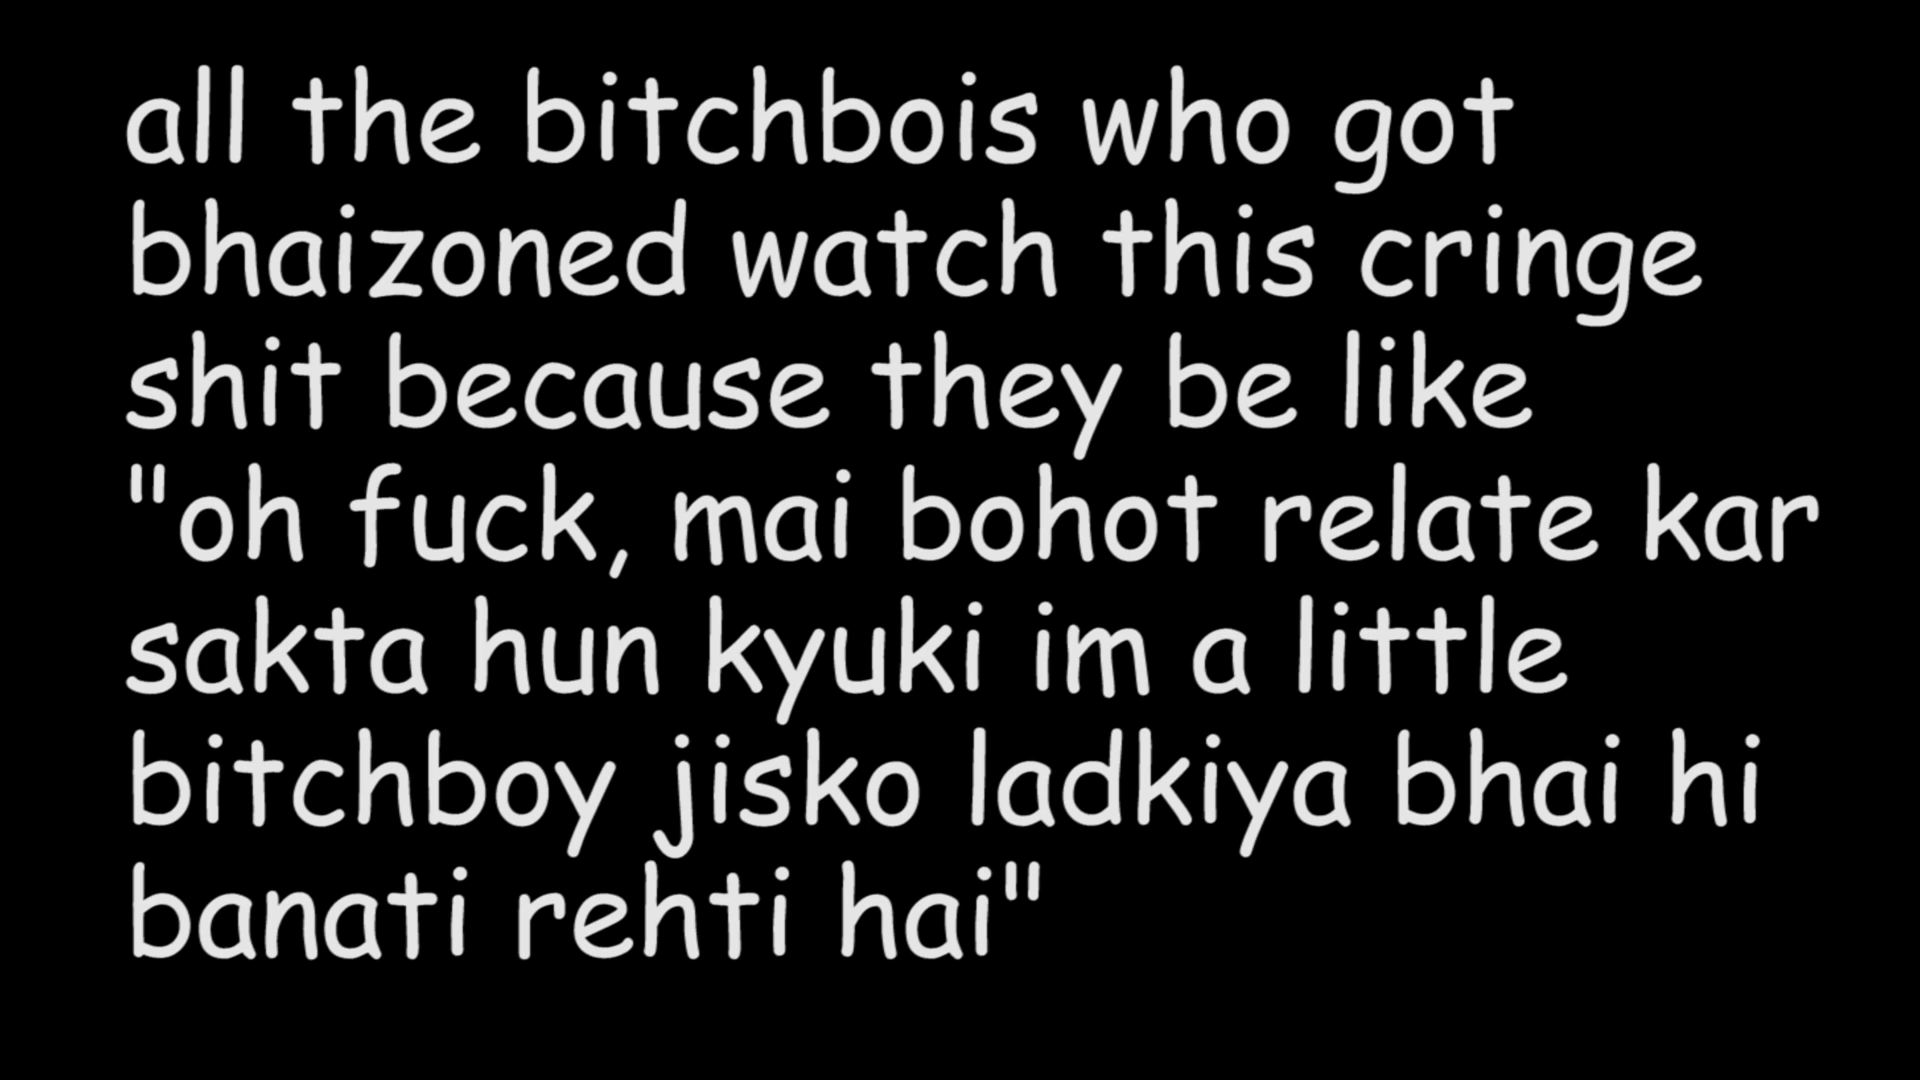 all the bitchbois who got
bhaizoned watch this cringe
shit because they be like
"oh fuck, mai bohot relate kar
sakta hun kyuki im a little
bitchboy jisko ladkiya bhai hi
banati rehti hai"